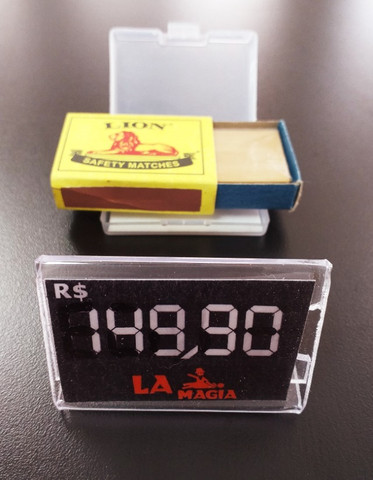 LION
SAFETY MATCHES
R$
149,90
LA MAGIA